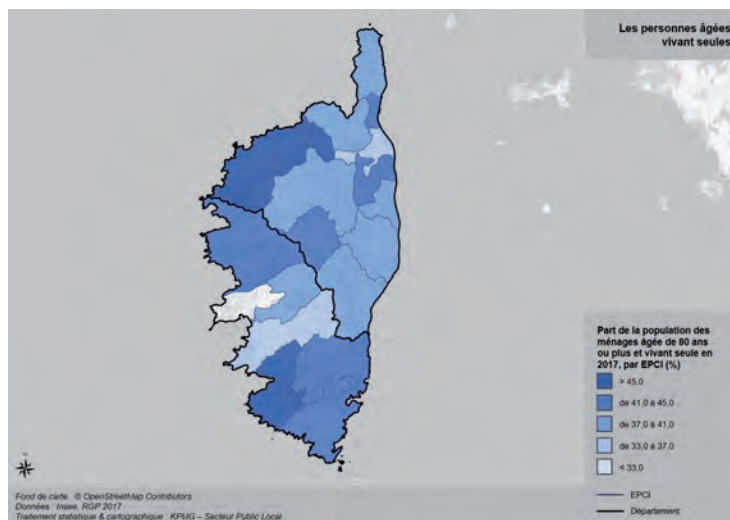 Les personnes âgées
vivant seules
Part de la population des
ménages âgée de 80 ans
ou plus et vivant seule en
2017, par EPCI (%)
> 45,0
de 41,0 à 45,0
de 37,0 à 41,0
de 33,0 à 37,0
< 33,0
EPCI
Département
Fond de carte : © OpenStreetMap Contributors
Données : Insee, RGP 2017
Traitement statistique & cartographique : KPMG – Secteur Public Local